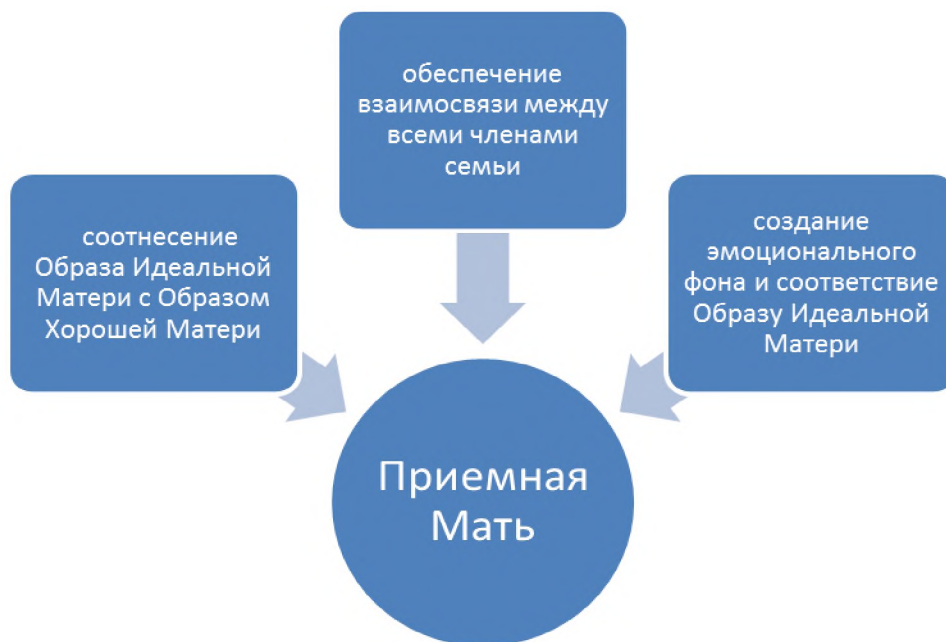 обеспечение
взаимосвязи между
всеми членами
семьи
соотнесение
Образа Идеальной
Матери с Образом
Хорошей Матери
создание
эмоционального
фона и соответствие
Образу Идеальной
Матери
Приемная
Мать